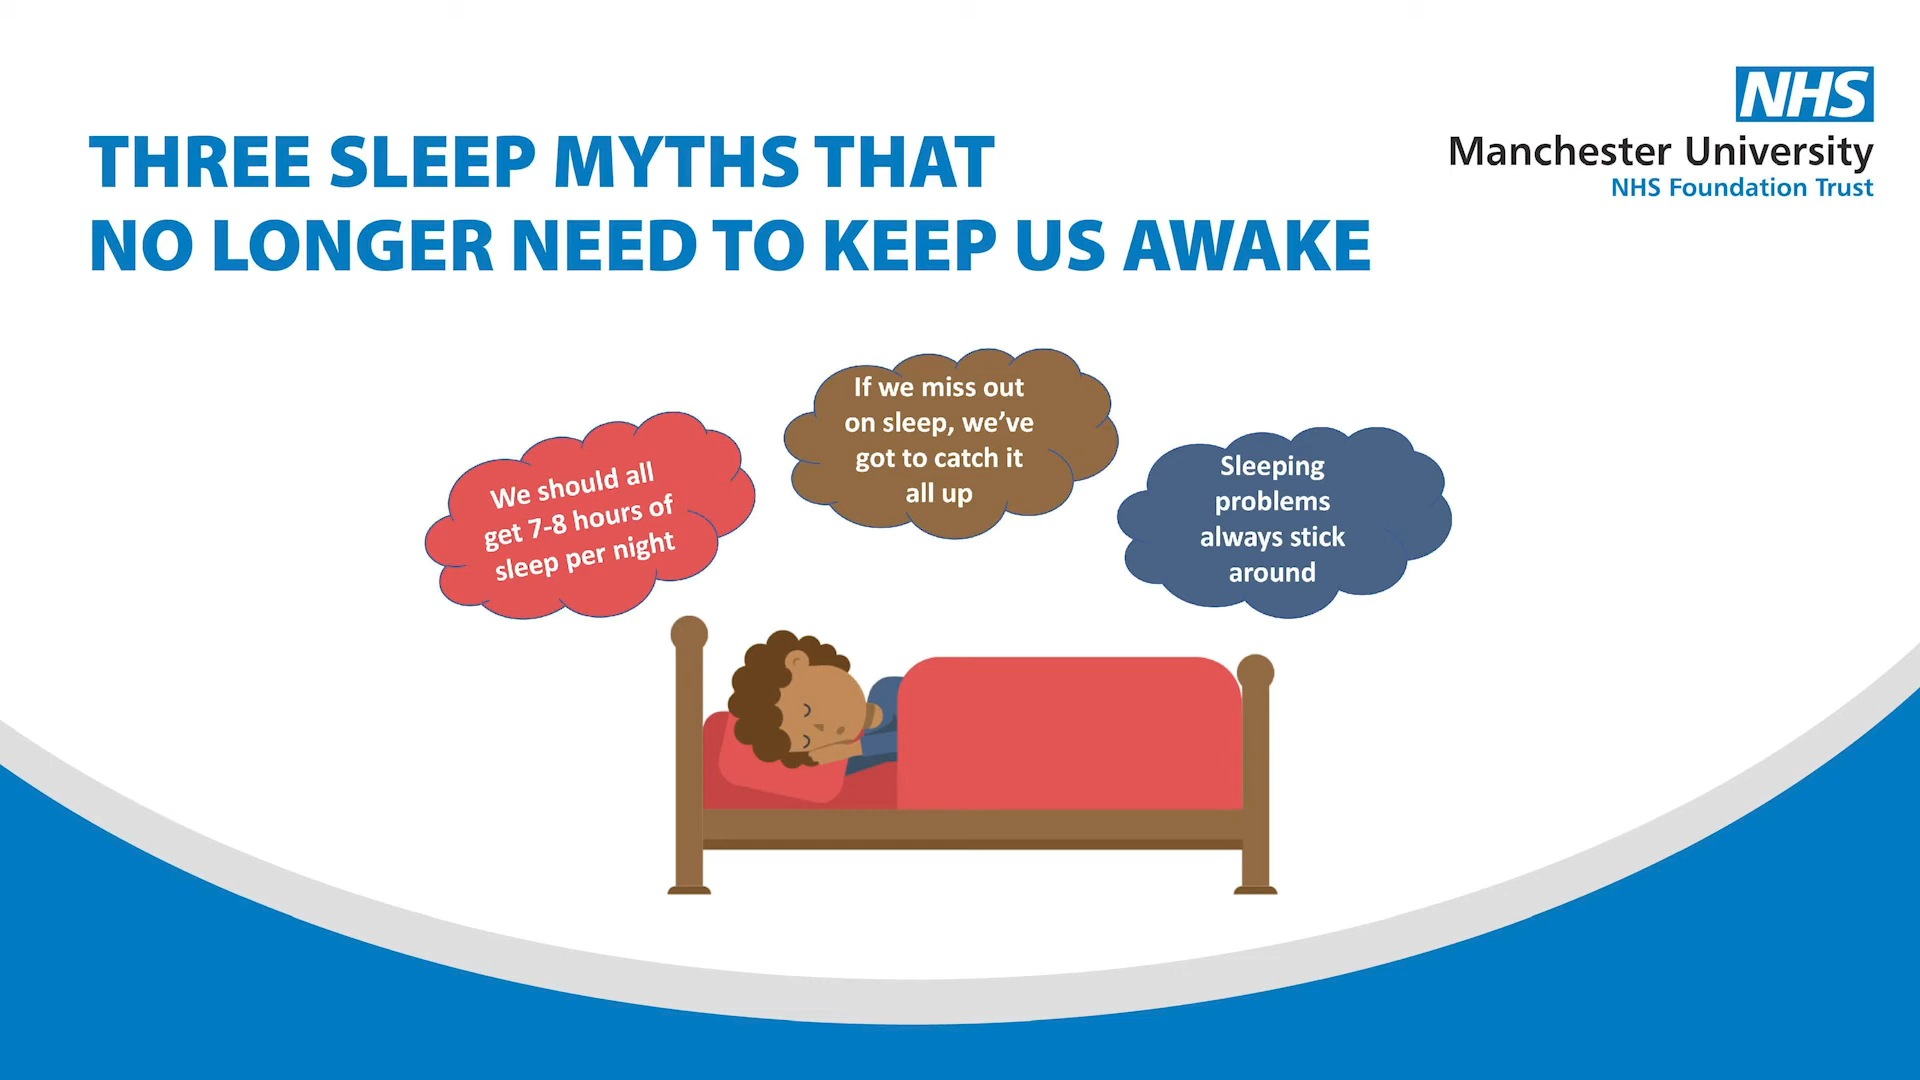 THREE SLEEP MYTHS THAT
NO LONGER NEED TO KEEP US AWAKE
NHS
Manchester University
NHS Foundation Trust
We should all
get 7-8 hours of
sleep per night
If we miss out
on sleep, we’ve
got to catch it
all up
Sleeping
problems
always stick
around